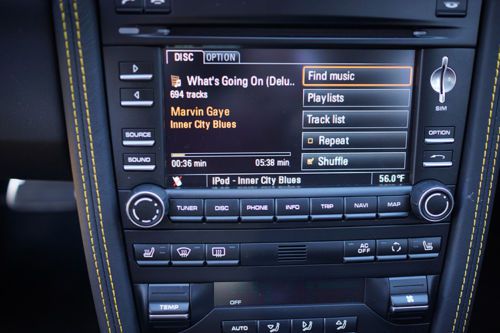 DISC OPTION
What's Going On (Delu..
694 tracks
Marvin Gaye
Inner City Blues
00:36 min 05:38 min
iPod - Inner City Blues
56.0°F
Find music
Playlists
Track list
Repeat
Shuffle
SOURCE
SOUND
SIM
OPTION
TUNER DISC PHONE INFO TRIP NAV MAP
AC OFF
TEMP
OFF
AUTO